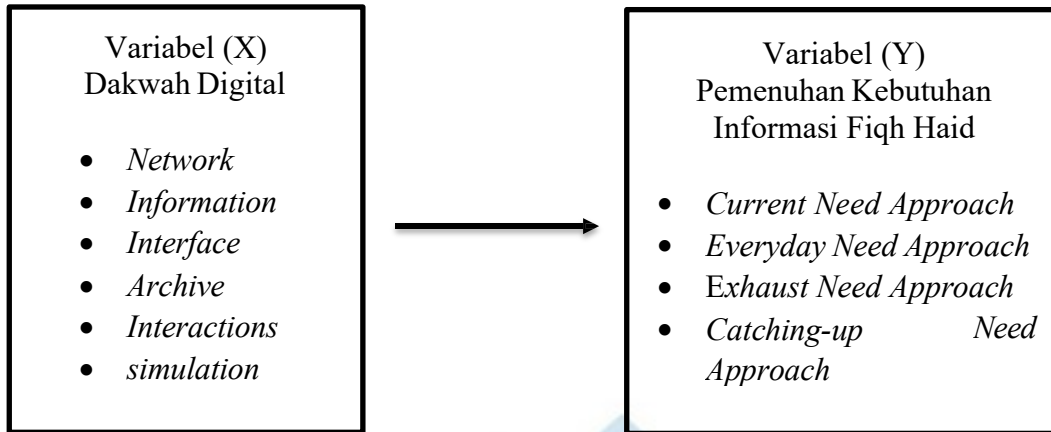 Variabel (X)
Dakwah Digital
• Network
• Information
• Interface
• Archive
• Interactions
• simulation
Variabel (Y)
Pemenuhan Kebutuhan
Informasi Fiqh Haid
• Current Need Approach
• Everyday Need Approach
• Exhaust Need Approach
• Catching-up Need
Approach